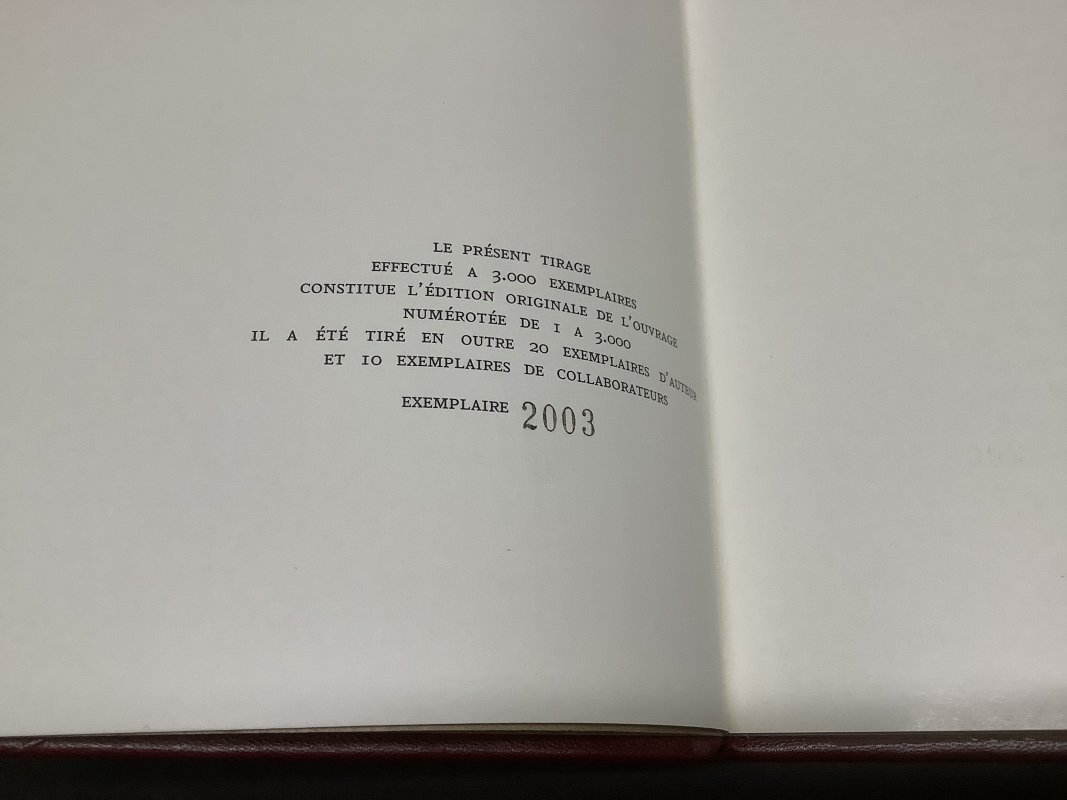 LE PRÉSENT TIRAGE
EFFECTUÉ A 3.000 EXEMPLAIRES
CONSTITUE L'ÉDITION ORIGINALE DE L'OUVRAGE
NUMÉROTÉE DE 1 A 3.000
IL A ÉTÉ TIRÉ EN OUTRE 20 EXEMPLAIRES D'AUTEUR
ET 10 EXEMPLAIRES DE COLLABORATEURS
EXEMPLAIRE 2003